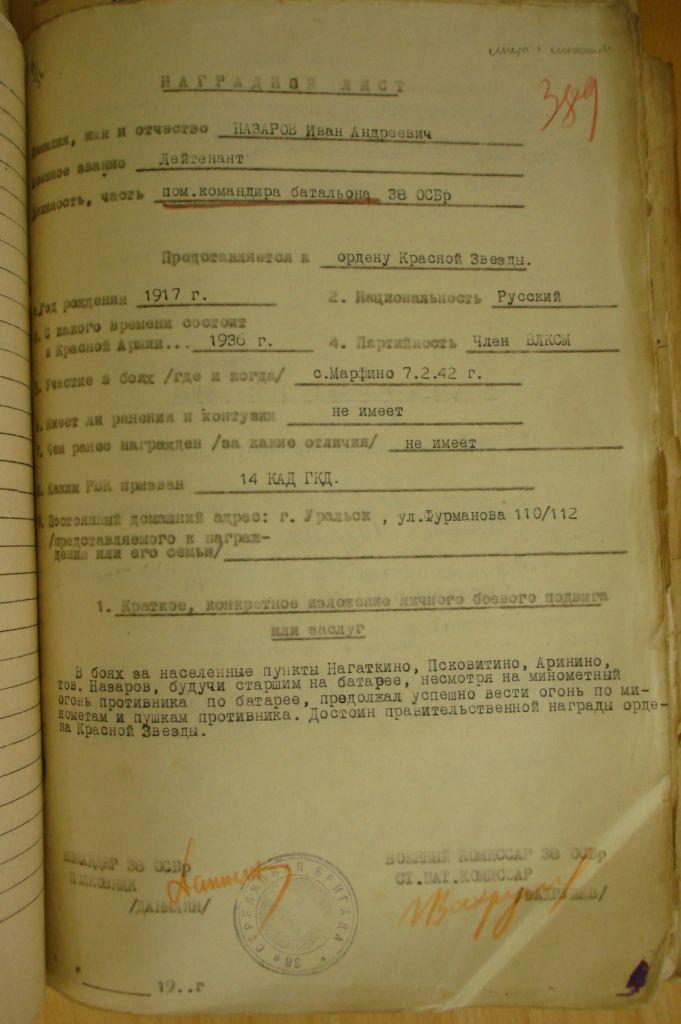 389
НАГРАДНОЙ ЛИСТ
Фамилия, имя и отчество НАЗАРОВ Иван Андреевич
Военное звание Лейтенант
Должность, часть пом.командира батальона 38 ОСБр
Представляется к ордену Красной Звезды.
1.Год рождения 1917 г. 2. Национальность Русский
3. С какого времени состоит
в Красной Армии... 1936 г. 4. Партийность Член ВЛКСМ
5. Участие в боях /где и когда/ с.Марфино 7.2.42 г.
6. Имеет ли ранения и контузии не имеет
7. Чем ранее награжден /за какие отличия/ не имеет
8. Каким РВК призван 14 КАД ГКД.
9. Постоянный домашний адрес: г. Уральск , ул.Фурманова 110/112
/представляемого к награж-
дению или его семьи/
1. Краткое, конкретное изложение личного боевого подвига
или заслуг
В боях за населенные пункты Нагаткино, Псковитино, Аринино,
тов. Назаров, будучи старшим на батарее, несмотря на минометный
огонь противника по батарее, продолжал успешно вести огонь по ми-
нометам и пушкам противника. Достоин правительственной награды орде-
на Красной Звезды.
КОМАНДИР 38 ОСБр ВОЕННЫЙ КОМИССАР 38 ОСБр
ПОЛКОВНИК СТ.БАТ.КОМИССАР
38я СТРЕЛКОВАЯ БРИГАДА
19..г